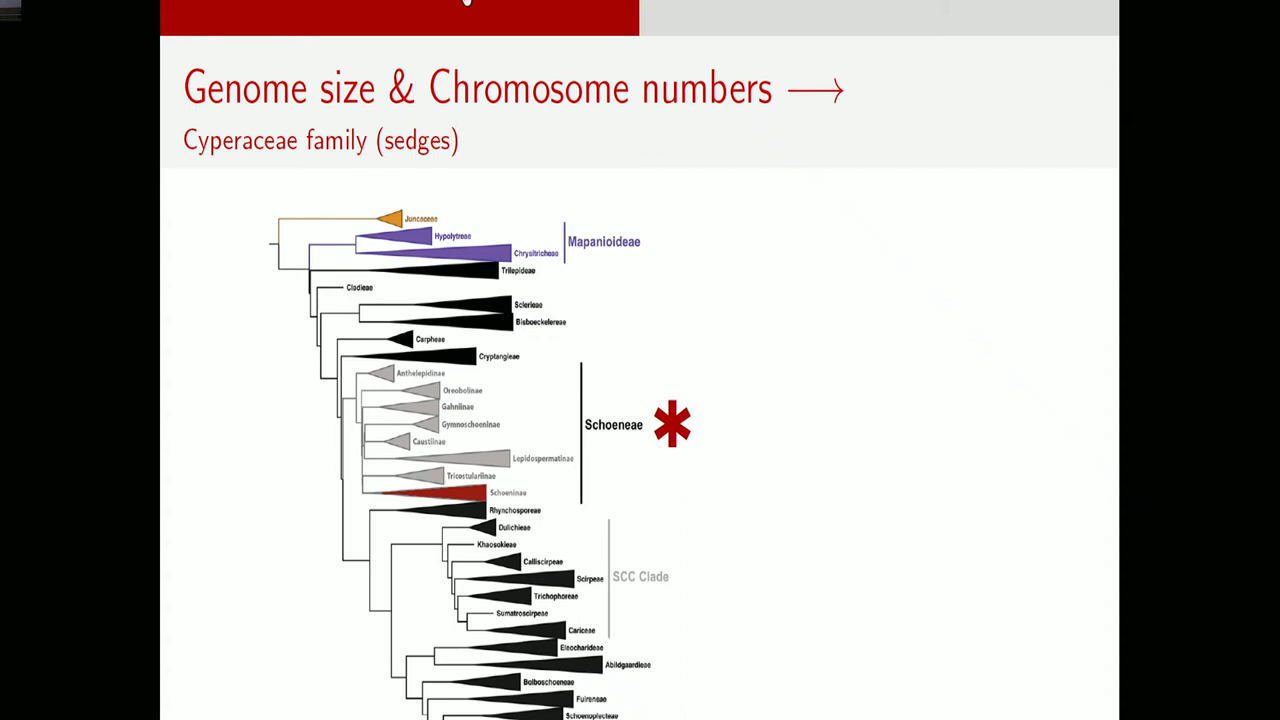 Genome size & Chromosome numbers →
Cyperaceae family (sedges)
Juncaceae
Hypolytreae
Mapanioideae
Chrysitricheae
Trilepideae
Cladieae
Sclerieae
Bisboeckelereae
Carpheae
Cryptangieae
Anthelepidinae
Oreobolinae
Gahniinae
Gymnoschoeninae
Schoeneae *
Caustiinae
Lepidospermatinae
Tricostulariinae
Schoeninae
Rhynchosporeae
Dulichieae
Khaosokieae
Calliscirpeae
Scirpeae
SCC Clade
Trichophoreae
Sumatroscirpeae
Cariceae
Eleocharideae
Abildgaardieae
Bolboschoeneae
Fuireneae
Schoenoplecteae